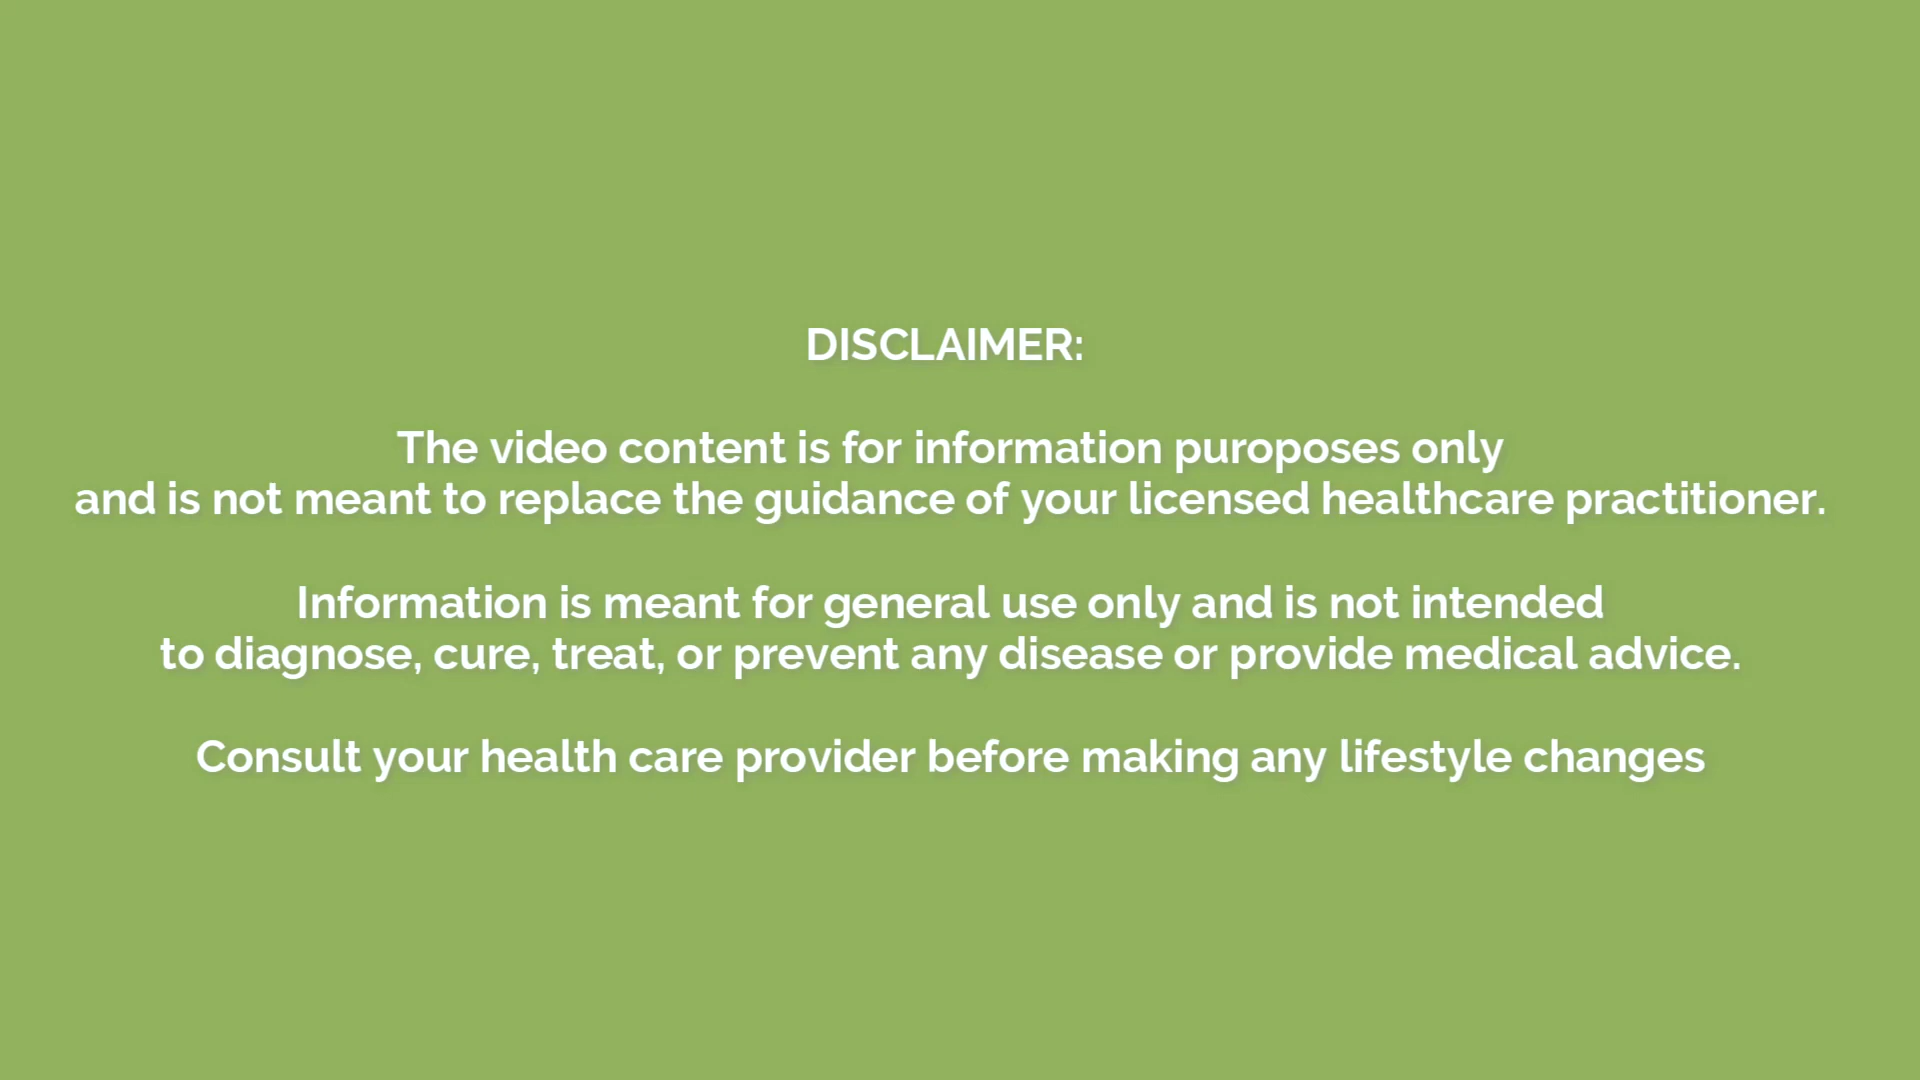 DISCLAIMER:
The video content is for information puroposes only
and is not meant to replace the guidance of your licensed healthcare practitioner.
Information is meant for general use only and is not intended
to diagnose, cure, treat, or prevent any disease or provide medical advice.
Consult your health care provider before making any lifestyle changes